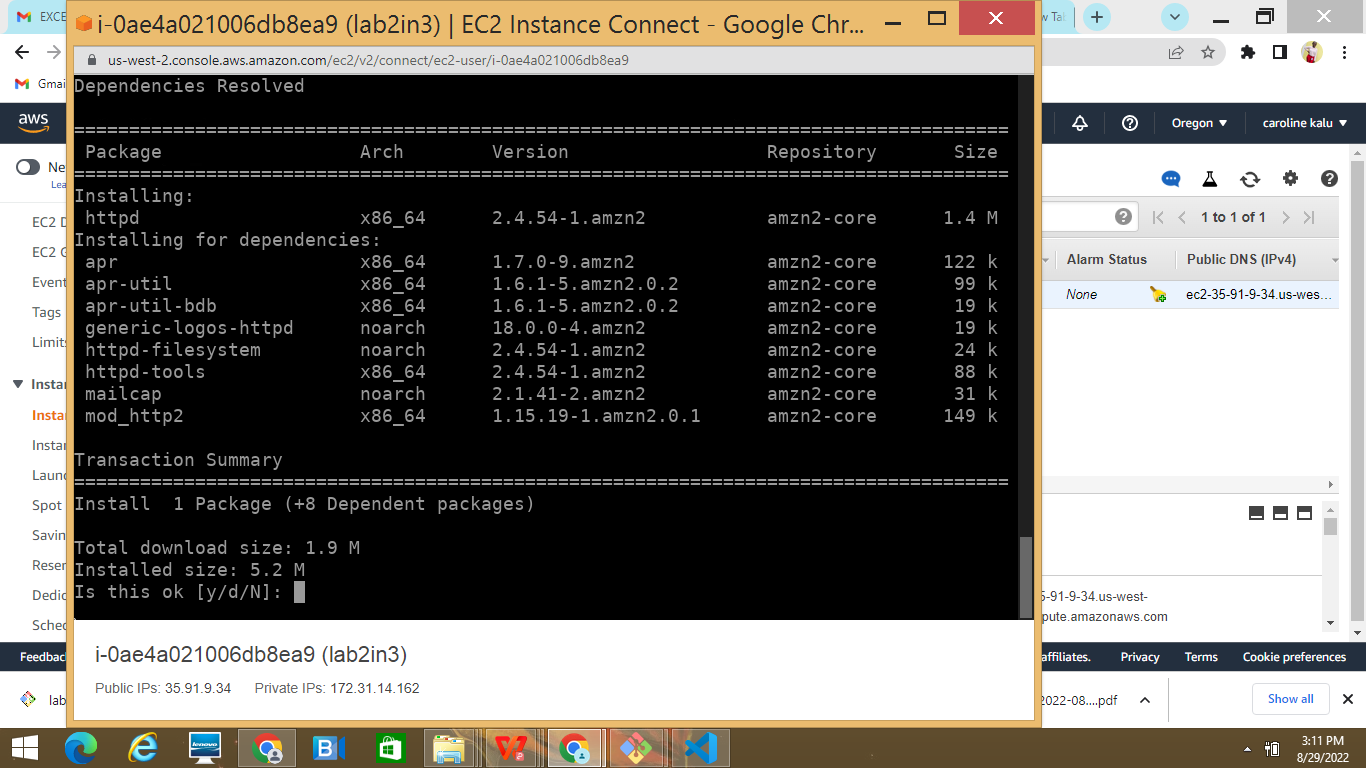 EXCE
i-0ae4a021006db8ea9 (lab2in3) | EC2 Instance Connect - Google Chr...
w Tab
us-west-2.console.aws.amazon.com/ec2/v2/connect/ec2-user/i-0ae4a021006db8ea9
Gmai
aws
Oregon
caroline kalu
Ne
Lea
EC2 D
EC2 G
Event
Tags
Limits
Instan
Instan
Instan
Launc
Spot
Savin
Reser
Dedic
Sched
Dependencies Resolved
================================================================================
Package Arch Version Repository Size
================================================================================
Installing:
httpd x86_64 2.4.54-1.amzn2 amzn2-core 1.4 M
Installing for dependencies:
apr x86_64 1.7.0-9.amzn2 amzn2-core 122 k
apr-util x86_64 1.6.1-5.amzn2.0.2 amzn2-core 99 k
apr-util-bdb x86_64 1.6.1-5.amzn2.0.2 amzn2-core 19 k
generic-logos-httpd noarch 18.0.0-4.amzn2 amzn2-core 19 k
httpd-filesystem noarch 2.4.54-1.amzn2 amzn2-core 24 k
httpd-tools x86_64 2.4.54-1.amzn2 amzn2-core 88 k
mailcap noarch 2.1.41-2.amzn2 amzn2-core 31 k
mod_http2 x86_64 1.15.19-1.amzn2.0.1 amzn2-core 149 k
Transaction Summary
================================================================================
Install 1 Package (+8 Dependent packages)
Total download size: 1.9 M
Installed size: 5.2 M
Is this ok [y/d/N]:
i-0ae4a021006db8ea9 (lab2in3)
Public IPs: 35.91.9.34 Private IPs: 172.31.14.162
1 to 1 of 1
Alarm Status
Public DNS (IPv4)
None
ec2-35-91-9-34.us-wes...
5-91-9-34.us-west-
pute.amazonaws.com
Feedbac
affiliates.
Privacy
Terms
Cookie preferences
lab
2022-08....pdf
Show all
lenovo
3:11 PM
8/29/2022